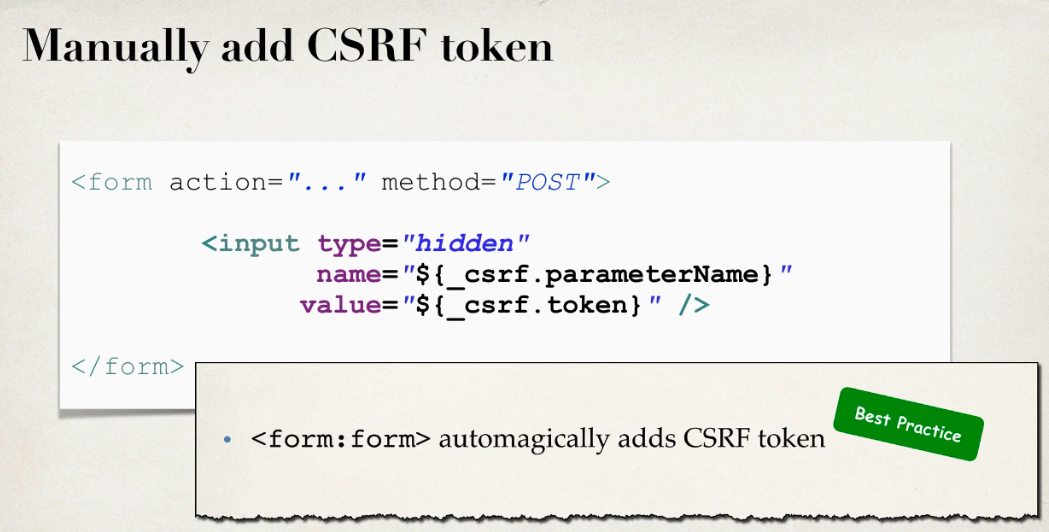 Manually add CSRF token
<form action="..." method="POST">
<input type="hidden"
name="${_csrf.parameterName}"
value="${_csrf.token}" />
</form>
• <form:form> automagically adds CSRF token
Best Practice